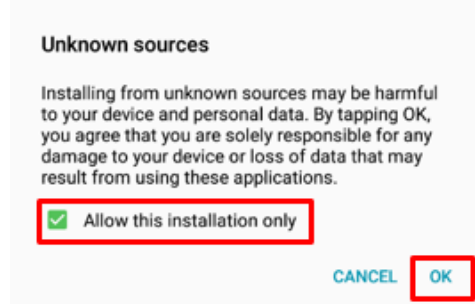 Unknown sources
Installing from unknown sources may be harmful
to your device and personal data. By tapping OK,
you agree that you are solely responsible for any
damage to your device or loss of data that may
result from using these applications.
Allow this installation only
CANCEL OK